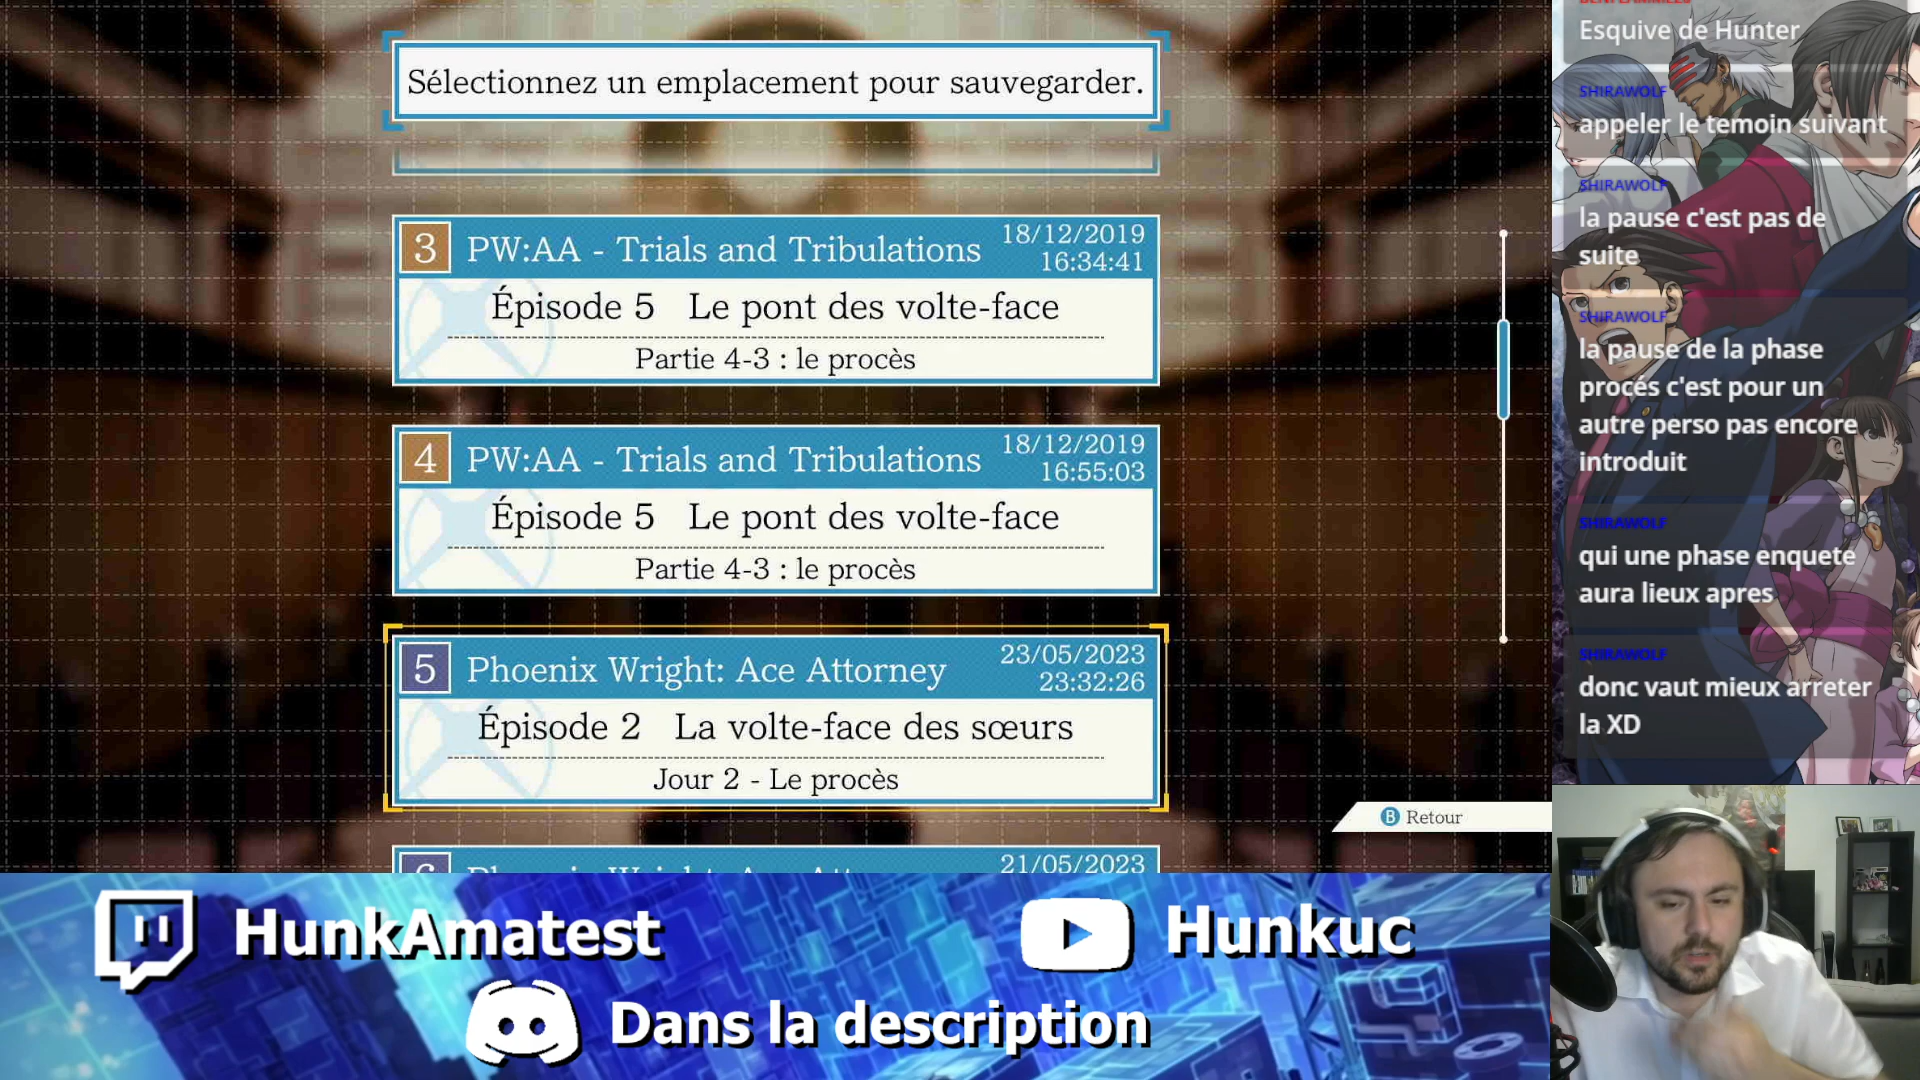 Sélectionnez un emplacement pour sauvegarder.
3 PW:AA - Trials and Tribulations 18/12/2019
16:34:41
Épisode 5 Le pont des volte-face
Partie 4-3 : le procès
4 PW:AA - Trials and Tribulations 18/12/2019
16:55:03
Épisode 5 Le pont des volte-face
Partie 4-3 : le procès
5 Phoenix Wright: Ace Attorney 23/05/2023
23:32:26
Épisode 2 La volte-face des sœurs
Jour 2 - Le procès
21/05/2023
B Retour
Esquive de Hunter
SHIRAWOLF
appeler le temoin suivant
SHIRAWOLF
la pause c'est pas de
suite
SHIRAWOLF
la pause de la phase
procés c'est pour un
autre perso pas encore
introduit
SHIRAWOLF
qui une phase enquete
aura lieux apres
SHIRAWOLF
donc vaut mieux arreter
la XD
HunkAmatest
Hunkuc
Dans la description